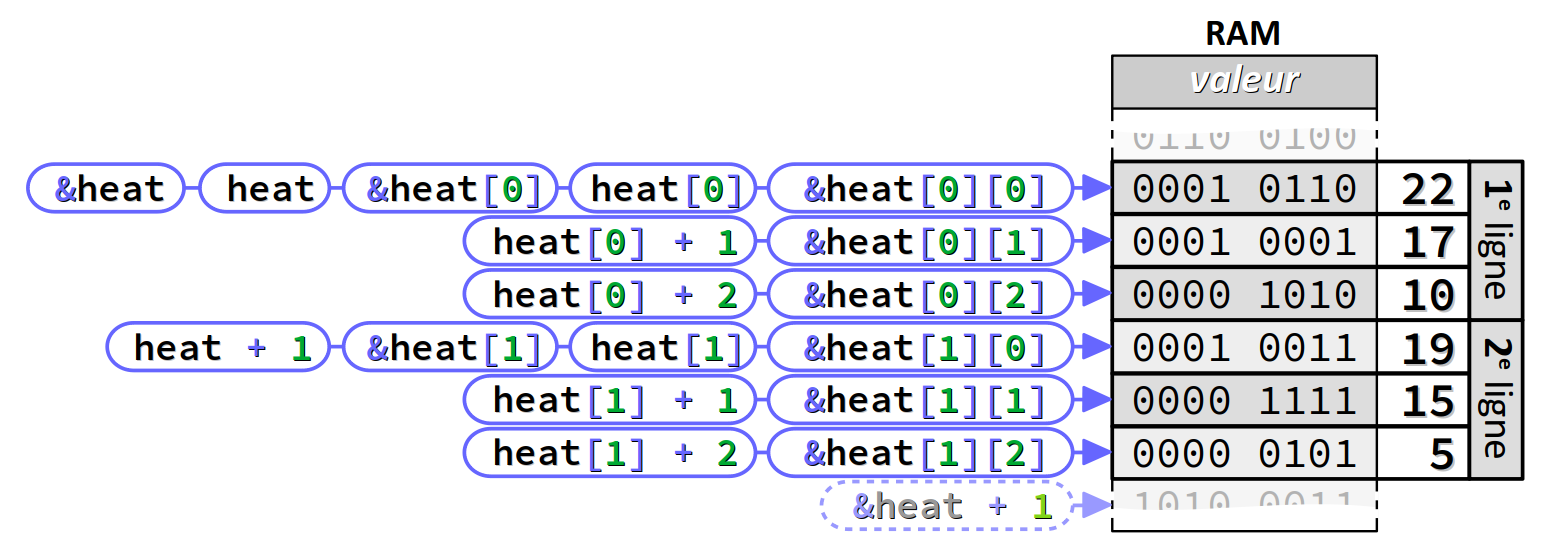 RAM
valeur
0110 0100
&heat heat &heat[0] heat[0] &heat[0][0] 0001 0110 22
heat[0] + 1 &heat[0][1] 0001 0001 17
heat[0] + 2 &heat[0][2] 0000 1010 10
1e ligne
heat + 1 &heat[1] heat[1] &heat[1][0] 0001 0011 19
heat[1] + 1 &heat[1][1] 0000 1111 15
heat[1] + 2 &heat[1][2] 0000 0101 5
2e ligne
&heat + 1 1010 0011